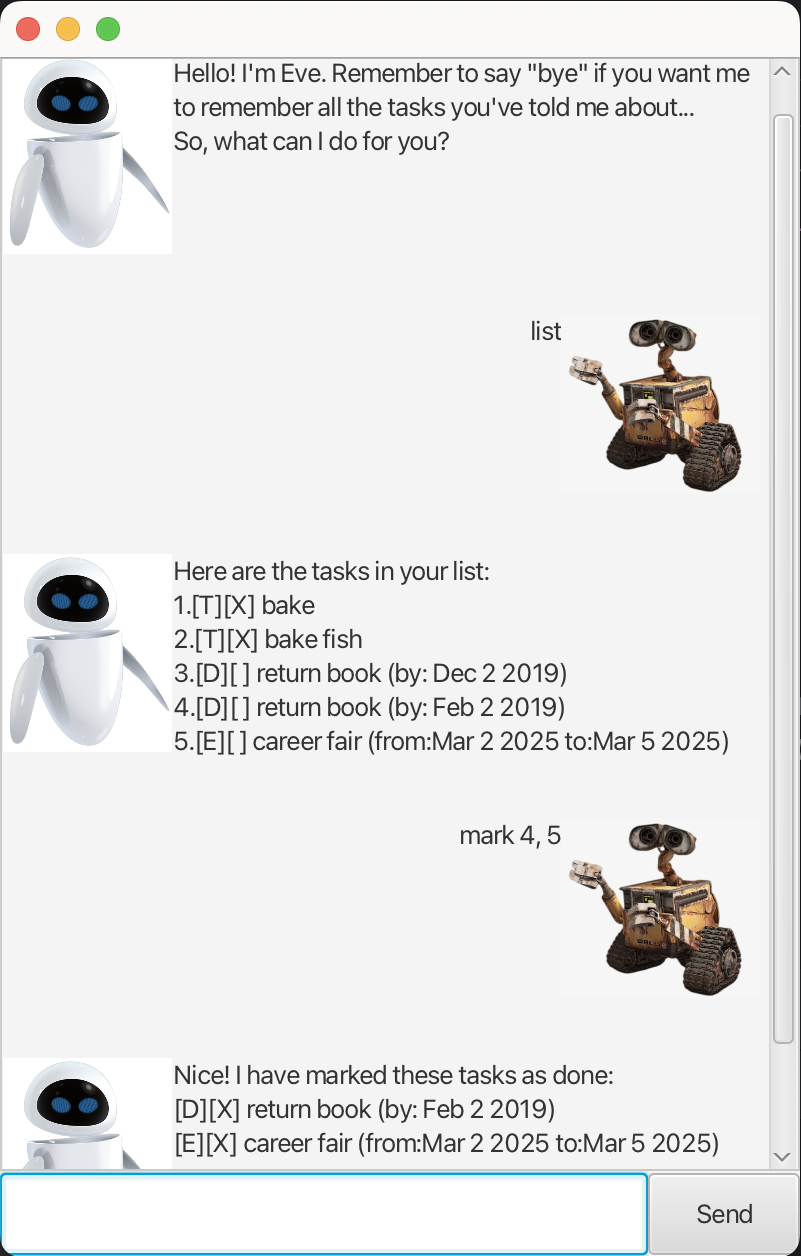 Hello! I'm Eve. Remember to say "bye" if you want me
to remember all the tasks you've told me about...
So, what can I do for you?
list
Here are the tasks in your list:
1.[T][X] bake
2.[T][X] bake fish
3.[D][ ] return book (by: Dec 2 2019)
4.[D][ ] return book (by: Feb 2 2019)
5.[E][ ] career fair (from:Mar 2 2025 to:Mar 5 2025)
mark 4, 5
Nice! I have marked these tasks as done:
[D][X] return book (by: Feb 2 2019)
[E][X] career fair (from:Mar 2 2025 to:Mar 5 2025)
Send